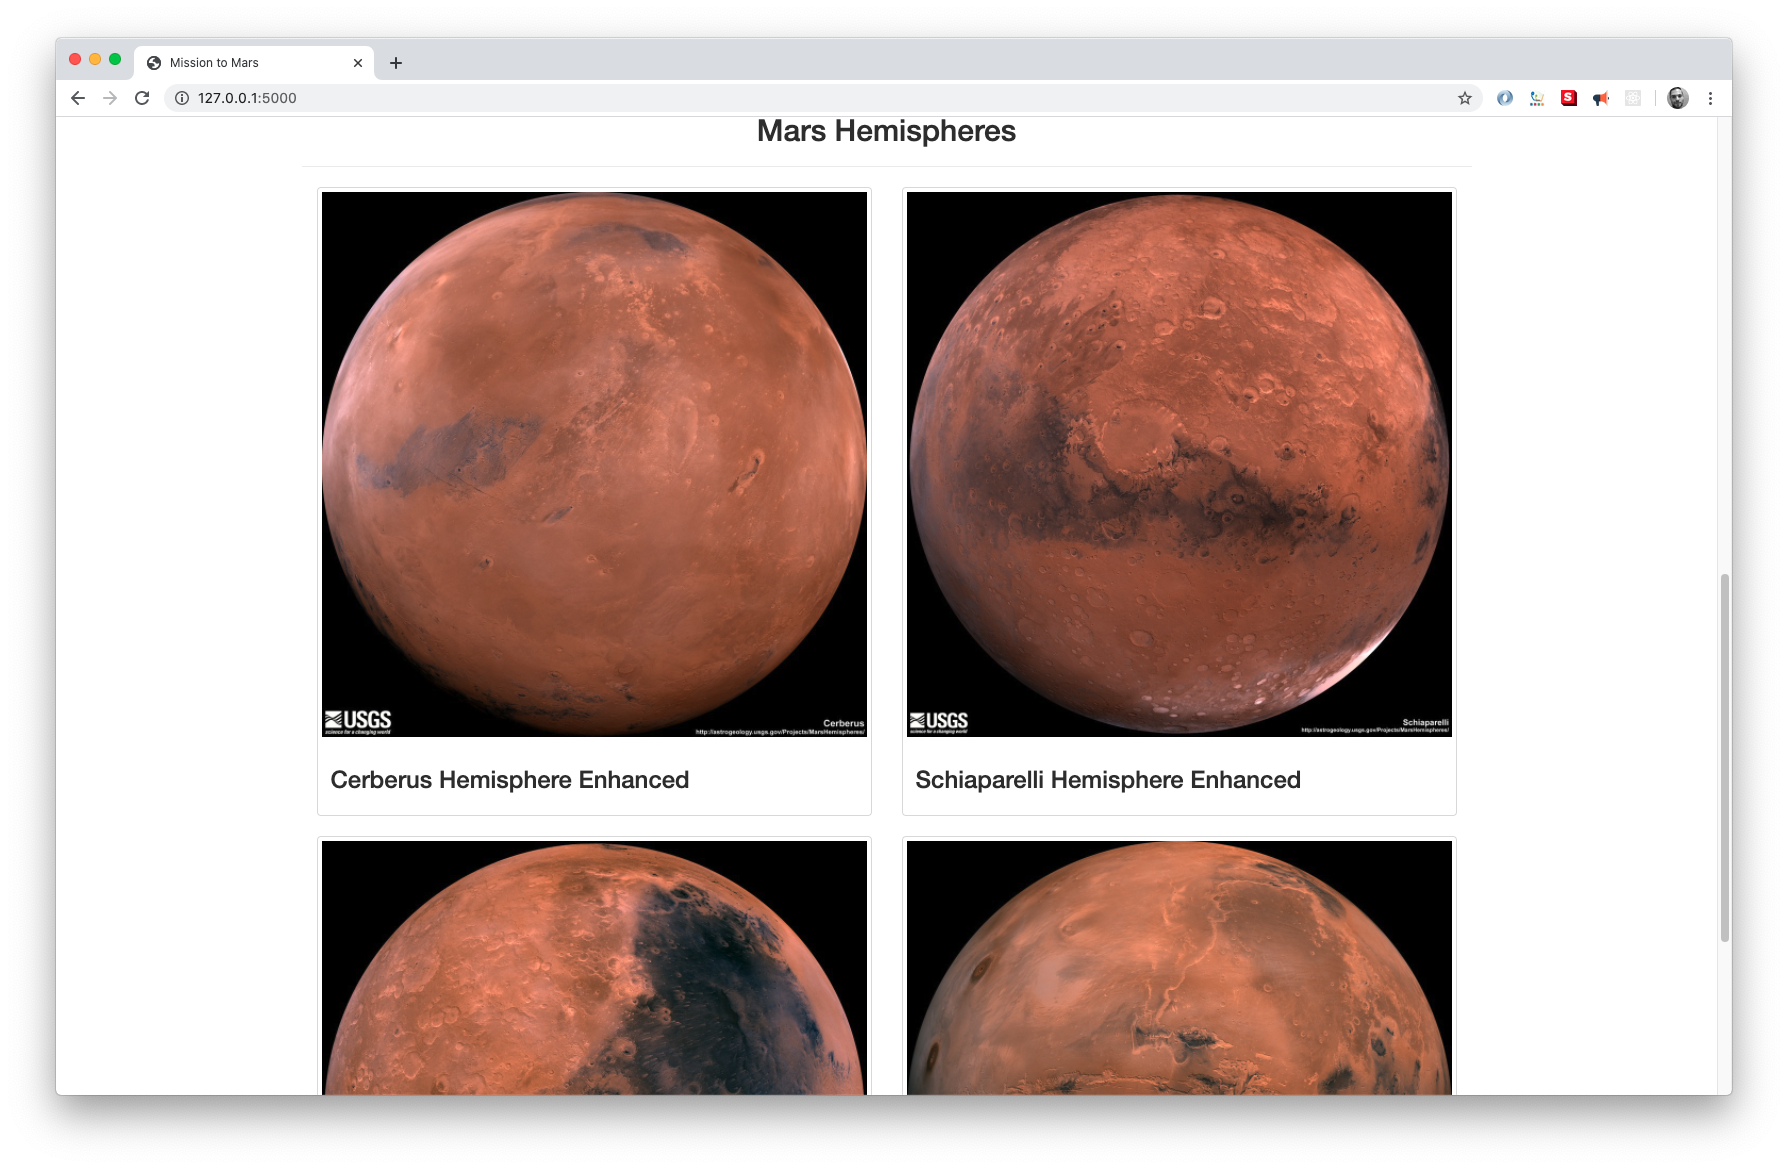 Mission to Mars
127.0.0.1:5000
Mars Hemispheres
USGS
science for a changing world
Cerberus
http://astrogeology.usgs.gov/Projects/MarsHemispheres/
USGS
science for a changing world
Schiaparelli
http://astrogeology.usgs.gov/Projects/MarsHemispheres/
Cerberus Hemisphere Enhanced
Schiaparelli Hemisphere Enhanced